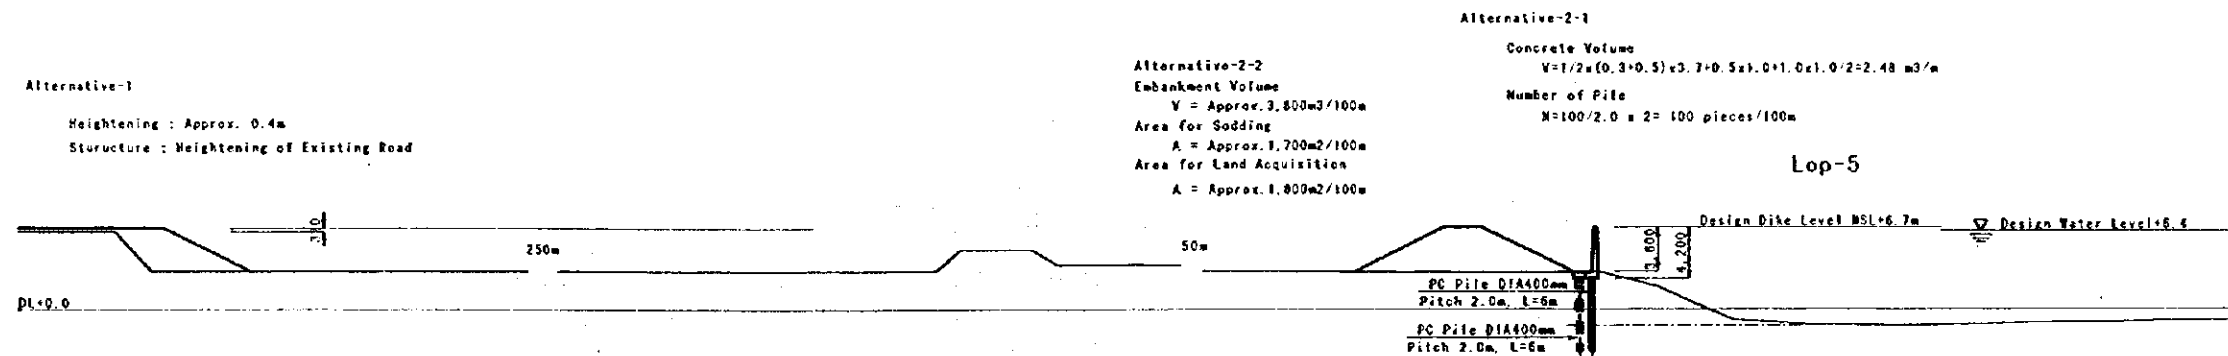 Alternative-1
Heightening : Approx. 0.4m
Sturucture : Heightening of Existing Road
Alternative-2-2
Embankment Volume
V = Approx.3,800m3/100m
Area for Sodding
A = Approx.1,700m2/100m
Area for Land Acquisition
A = Approx.1,800m2/100m
Alternative-2-1
Concrete Volume
V=1/2x(0.3+0.5)x3.7+0.5x1.0+1.0x1.0/2=2.48 m3/m
Number of Pile
N=100/2.0 x 2= 100 pieces/100m
Lop-5
250m
50m
Design Dike Level MSL+6.7m
Design Water Level+6.4
3,600
4,200
DL+0.0
PC Pile DIA400mm
Pitch 2.0m, L=6m
PC Pile DIA400mm
Pitch 2.0m, L=6m